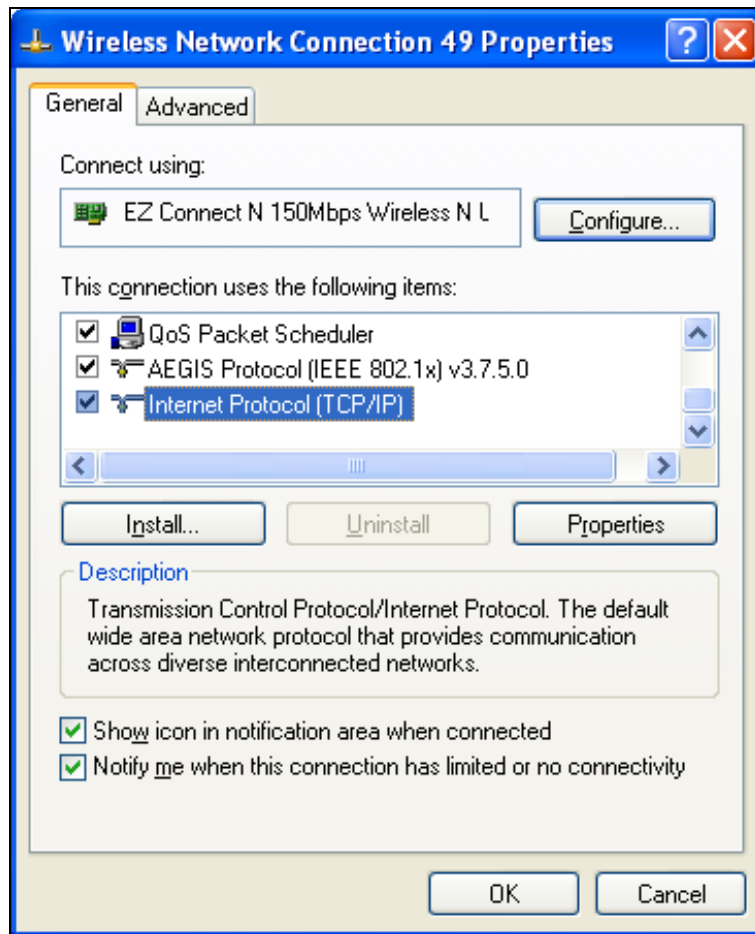 Wireless Network Connection 49 Properties
General
Advanced
Connect using:
EZ Connect N 150Mbps Wireless N
Configure...
This connection uses the following items:
QoS Packet Scheduler
AEGIS Protocol (IEEE 802.1x) v3.7.5.0
Internet Protocol (TCP/IP)
Install...
Uninstall
Properties
Description
Transmission Control Protocol/Internet Protocol. The default
wide area network protocol that provides communication
across diverse interconnected networks.
Show icon in notification area when connected
Notify me when this connection has limited or no connectivity
OK
Cancel